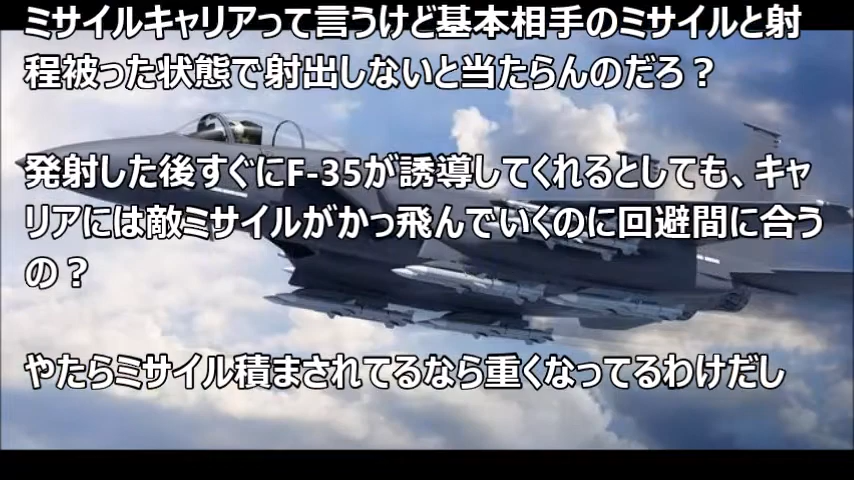 ミサイルキャリアって言うけど基本相手のミサイルと射
程被った状態で射出しないと当たらんのだろ？
発射した後すぐにF-35が誘導してくれるとしても、キャ
リアには敵ミサイルがかっ飛んでいくのに回避間に合う
の？
やたらミサイル積まされてるなら重くなってるわけだし